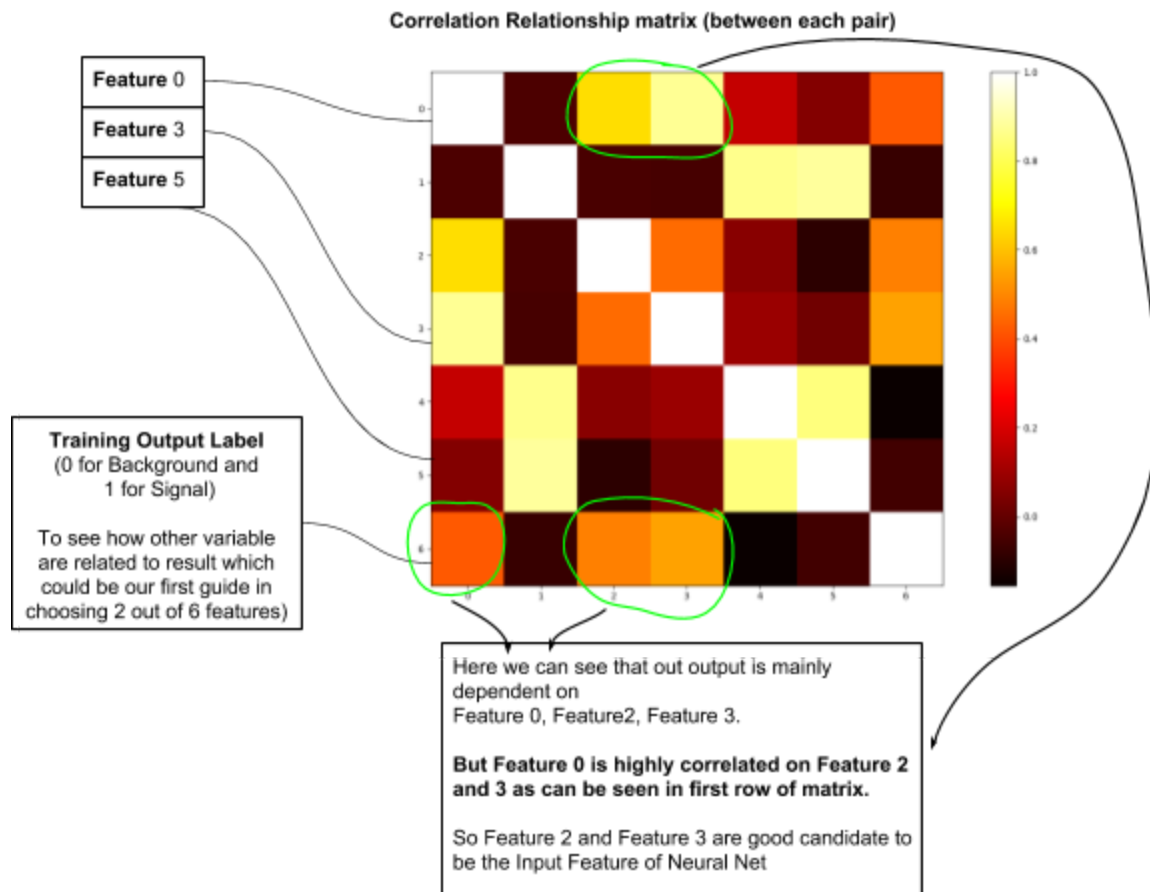 Correlation Relationship matrix (between each pair)
Feature 0
Feature 3
Feature 5
Training Output Label
(0 for Background and
1 for Signal)
To see how other variable
are related to result which
could be our first guide in
choosing 2 out of 6 features)
0
1
2
3
4
5
6
0
1
2
3
4
5
6
1.0
0.8
0.6
0.4
0.2
0.0
Here we can see that out output is mainly
dependent on
Feature 0, Feature2, Feature 3.
But Feature 0 is highly correlated on Feature 2
and 3 as can be seen in first row of matrix.
So Feature 2 and Feature 3 are good candidate to
be the Input Feature of Neural Net